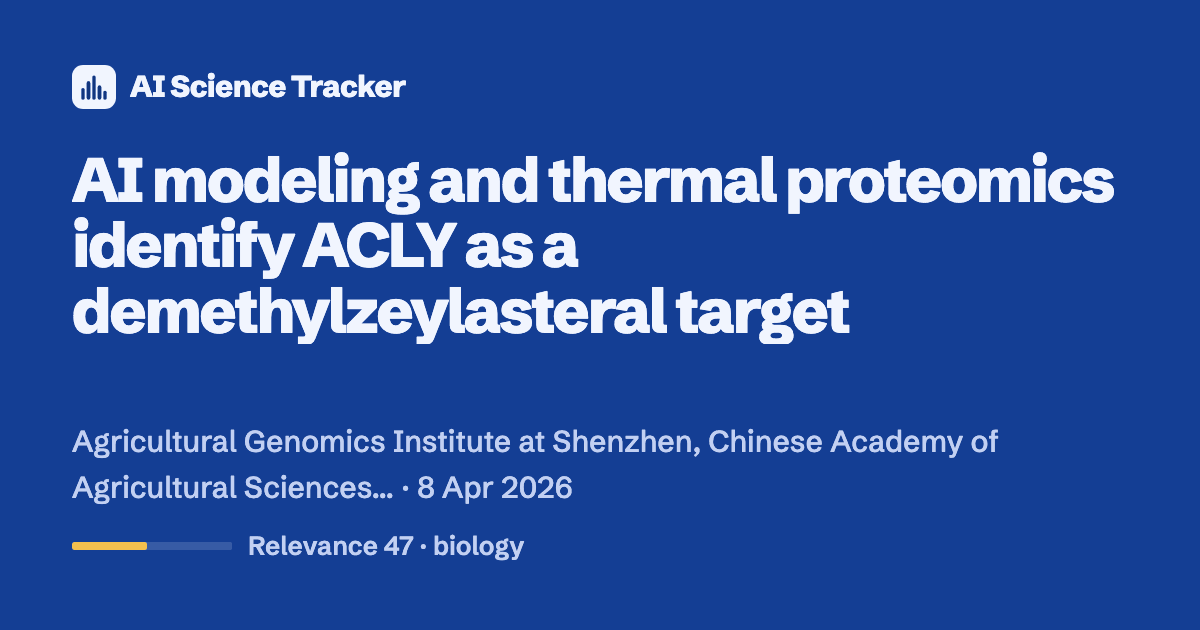 AI Science Tracker
AI modeling and thermal proteomics
identify ACLY as a
demethylzeylasteral target
Agricultural Genomics Institute at Shenzhen, Chinese Academy of
Agricultural Sciences... · 8 Apr 2026
Relevance 47 · biology